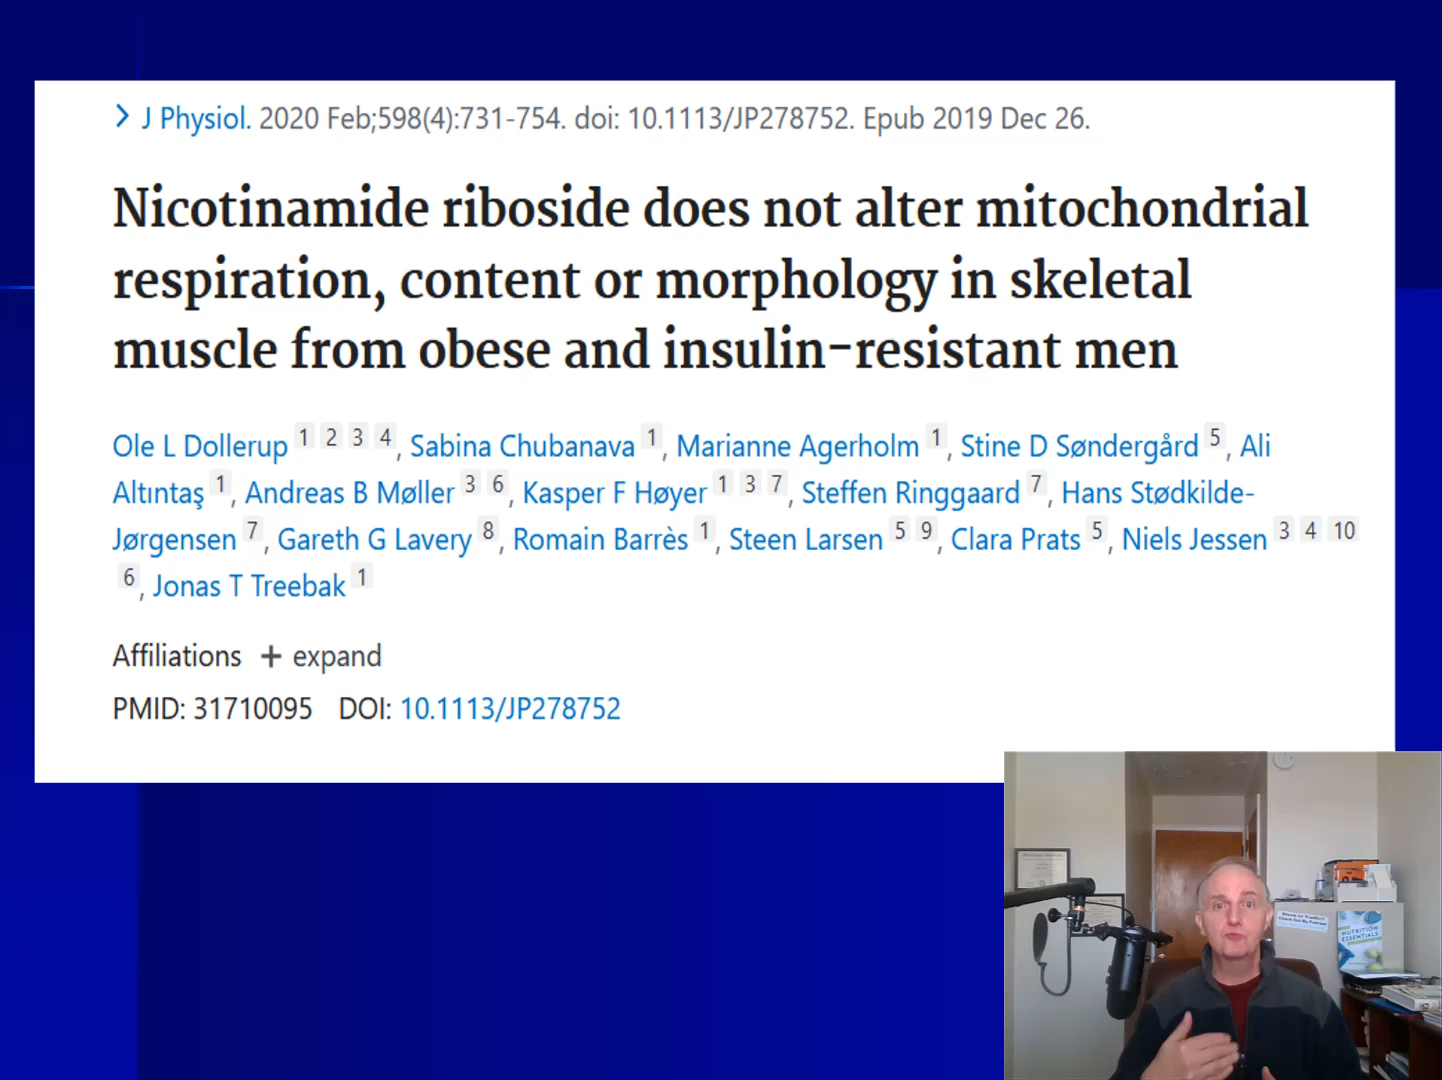 > J Physiol. 2020 Feb;598(4):731-754. doi: 10.1113/JP278752. Epub 2019 Dec 26.
Nicotinamide riboside does not alter mitochondrial
respiration, content or morphology in skeletal
muscle from obese and insulin-resistant men
Ole L Dollerup 1 2 3 4, Sabina Chubanava 1, Marianne Agerholm 1, Stine D Søndergård 5, Ali
Altıntaş 1, Andreas B Møller 3 6, Kasper F Høyer 1 3 7, Steffen Ringgaard 7, Hans Stødkilde-
Jørgensen 7, Gareth G Lavery 8, Romain Barrès 1, Steen Larsen 5 9, Clara Prats 5, Niels Jessen 3 4 10
6, Jonas T Treebak 1
Affiliations + expand
PMID: 31710095 DOI: 10.1113/JP278752
NUTRITION
ESSENTIALS